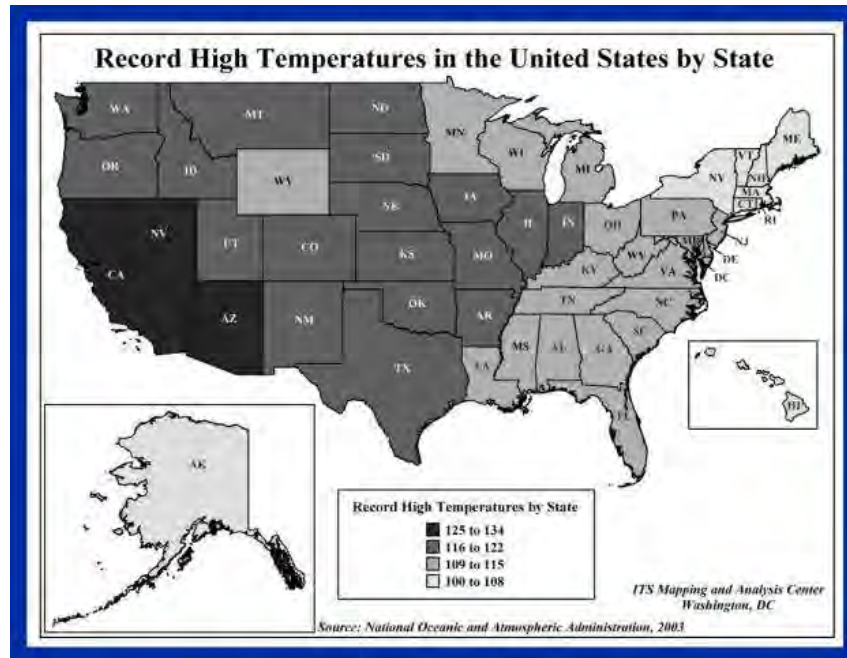 Record High Temperatures in the United States by State
WA
MT
ND
MN
ME
OR
ID
SD
WI
VT
NY
NH
MI
MA
WY
CT
RI
IA
NE
PA
NV
IL
IN
OH
NJ
UT
CO
DE
CA
KS
MO
WV
VA
DC
KY
NC
TN
AZ
NM
OK
AR
SC
MS
AL
GA
TX
LA
FL
HI
AK
Record High Temperatures by State
125 to 134
116 to 122
109 to 115
100 to 108
ITS Mapping and Analysis Center
Washington, DC
Source: National Oceanic and Atmospheric Administration, 2003